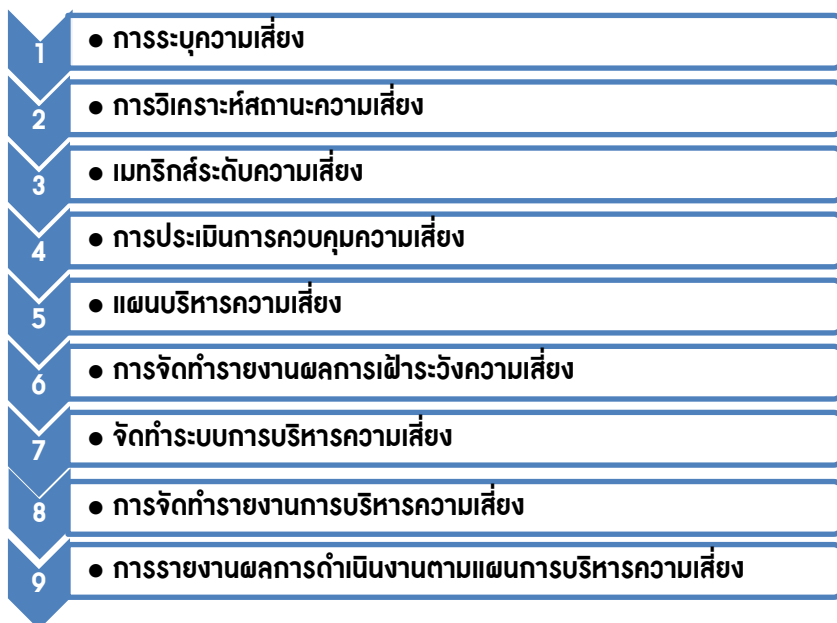 1 ● การระบุความเสี่ยง
2 ● การวิเคราะห์สถานะความเสี่ยง
3 ● เมทริกส์ระดับความเสี่ยง
4 ● การประเมินการควบคุมความเสี่ยง
5 ● แผนบริหารความเสี่ยง
6 ● การจัดทำรายงานผลการเฝ้าระวังความเสี่ยง
7 ● จัดทำระบบการบริหารความเสี่ยง
8 ● การจัดทำรายงานการบริหารความเสี่ยง
9 ● การรายงานผลการดำเนินงานตามแผนการบริหารความเสี่ยง